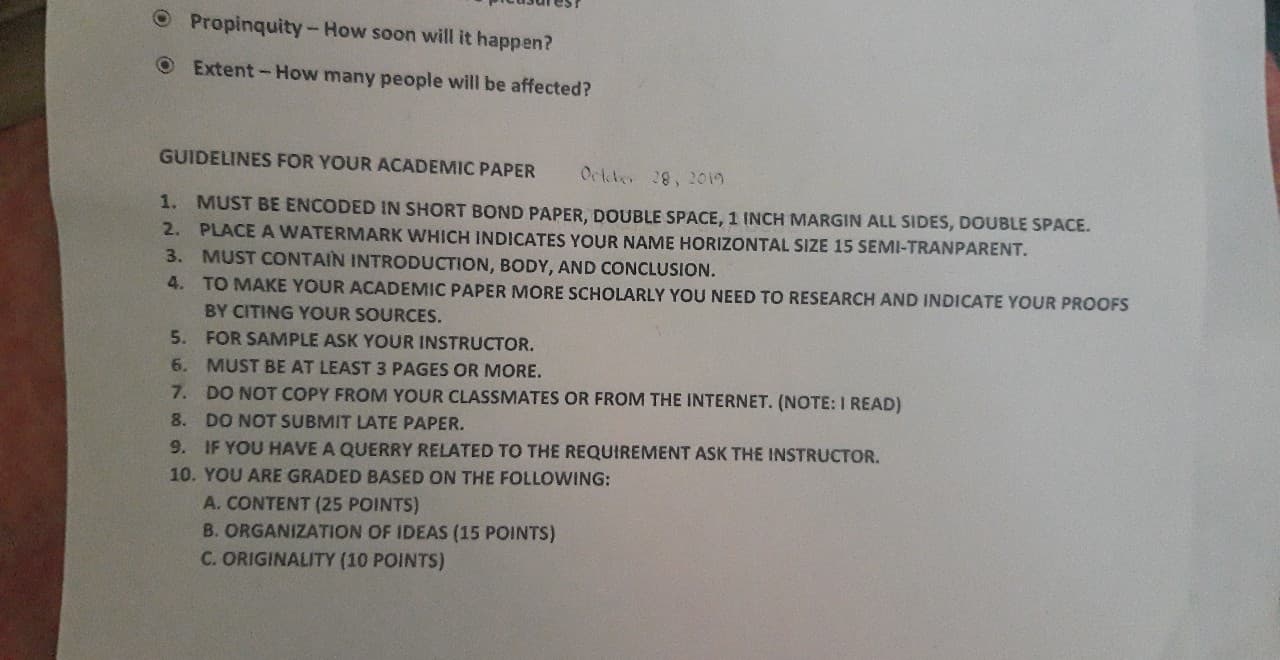 Propinquity – How soon will it happen?
Extent – How many people will be affected?
GUIDELINES FOR YOUR ACADEMIC PAPER October 28, 2019
1. MUST BE ENCODED IN SHORT BOND PAPER, DOUBLE SPACE, 1 INCH MARGIN ALL SIDES, DOUBLE SPACE.
2. PLACE A WATERMARK WHICH INDICATES YOUR NAME HORIZONTAL SIZE 15 SEMI-TRANPARENT.
3. MUST CONTAIN INTRODUCTION, BODY, AND CONCLUSION.
4. TO MAKE YOUR ACADEMIC PAPER MORE SCHOLARLY YOU NEED TO RESEARCH AND INDICATE YOUR PROOFS
BY CITING YOUR SOURCES.
5. FOR SAMPLE ASK YOUR INSTRUCTOR.
6. MUST BE AT LEAST 3 PAGES OR MORE.
7. DO NOT COPY FROM YOUR CLASSMATES OR FROM THE INTERNET. (NOTE: I READ)
8. DO NOT SUBMIT LATE PAPER.
9. IF YOU HAVE A QUERRY RELATED TO THE REQUIREMENT ASK THE INSTRUCTOR.
10. YOU ARE GRADED BASED ON THE FOLLOWING:
A. CONTENT (25 POINTS)
B. ORGANIZATION OF IDEAS (15 POINTS)
C. ORIGINALITY (10 POINTS)